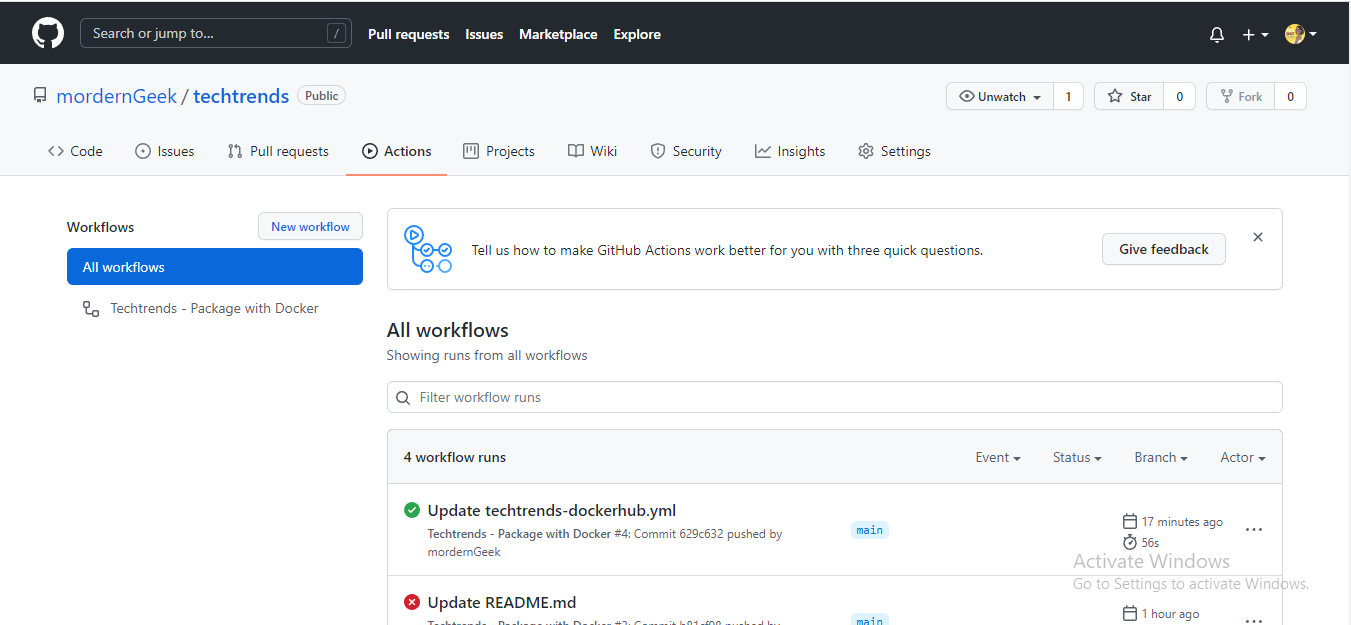 Search or jump to... /
Pull requests Issues Marketplace Explore
mordernGeek / techtrends Public
Unwatch 1 Star 0 Fork 0
Code Issues Pull requests Actions Projects Wiki Security Insights Settings
Workflows New workflow
All workflows
Techtrends - Package with Docker
Tell us how to make GitHub Actions work better for you with three quick questions. Give feedback
All workflows
Showing runs from all workflows
Filter workflow runs
4 workflow runs Event Status Branch Actor
Update techtrends-dockerhub.yml
Techtrends - Package with Docker #4: Commit 629c632 pushed by
mordernGeek
main
17 minutes ago
56s
Activate Windows
Go to Settings to activate Windows.
Update README.md
Techtrends - Package with Docker
main
1 hour ago